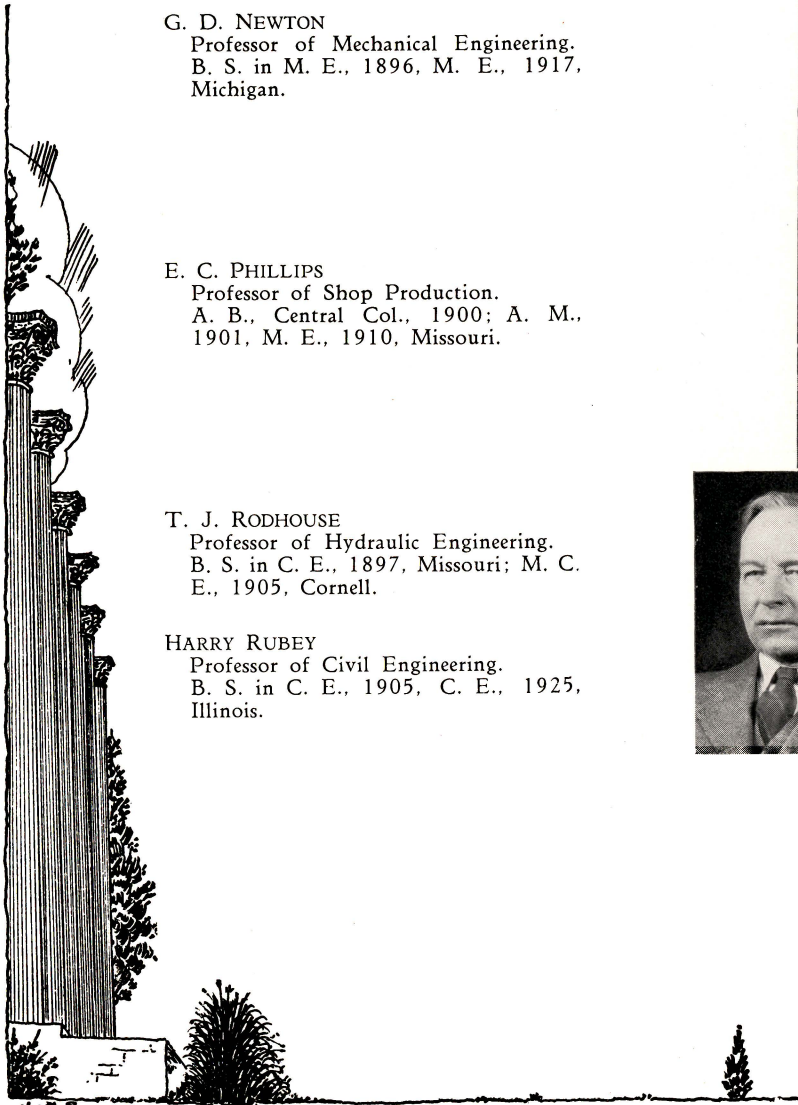 G. D. NEWTON
Professor of Mechanical Engineering.
B. S. in M. E., 1896, M. E., 1917,
Michigan.
E. C. PHILLIPS
Professor of Shop Production.
A. B., Central Col., 1900; A. M.,
1901, M. E., 1910, Missouri.
T. J. RODHOUSE
Professor of Hydraulic Engineering.
B. S. in C. E., 1897, Missouri; M. C.
E., 1905, Cornell.
HARRY RUBEY
Professor of Civil Engineering.
B. S. in C. E., 1905, C. E., 1925,
Illinois.